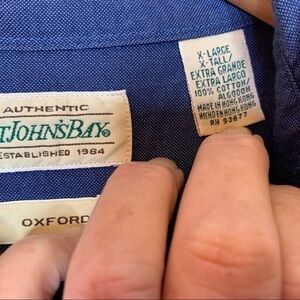 AUTHENTIC
T JOHN'S BAY®
ESTABLISHED 1984
OXFORD
X-LARGE
X-TALL/
EXTRA GRANDE
EXTRA LARGO
100% COTTON/
ALGODON
MADE IN HONG KONG
HECHO EN HONG KONG
RN 93677